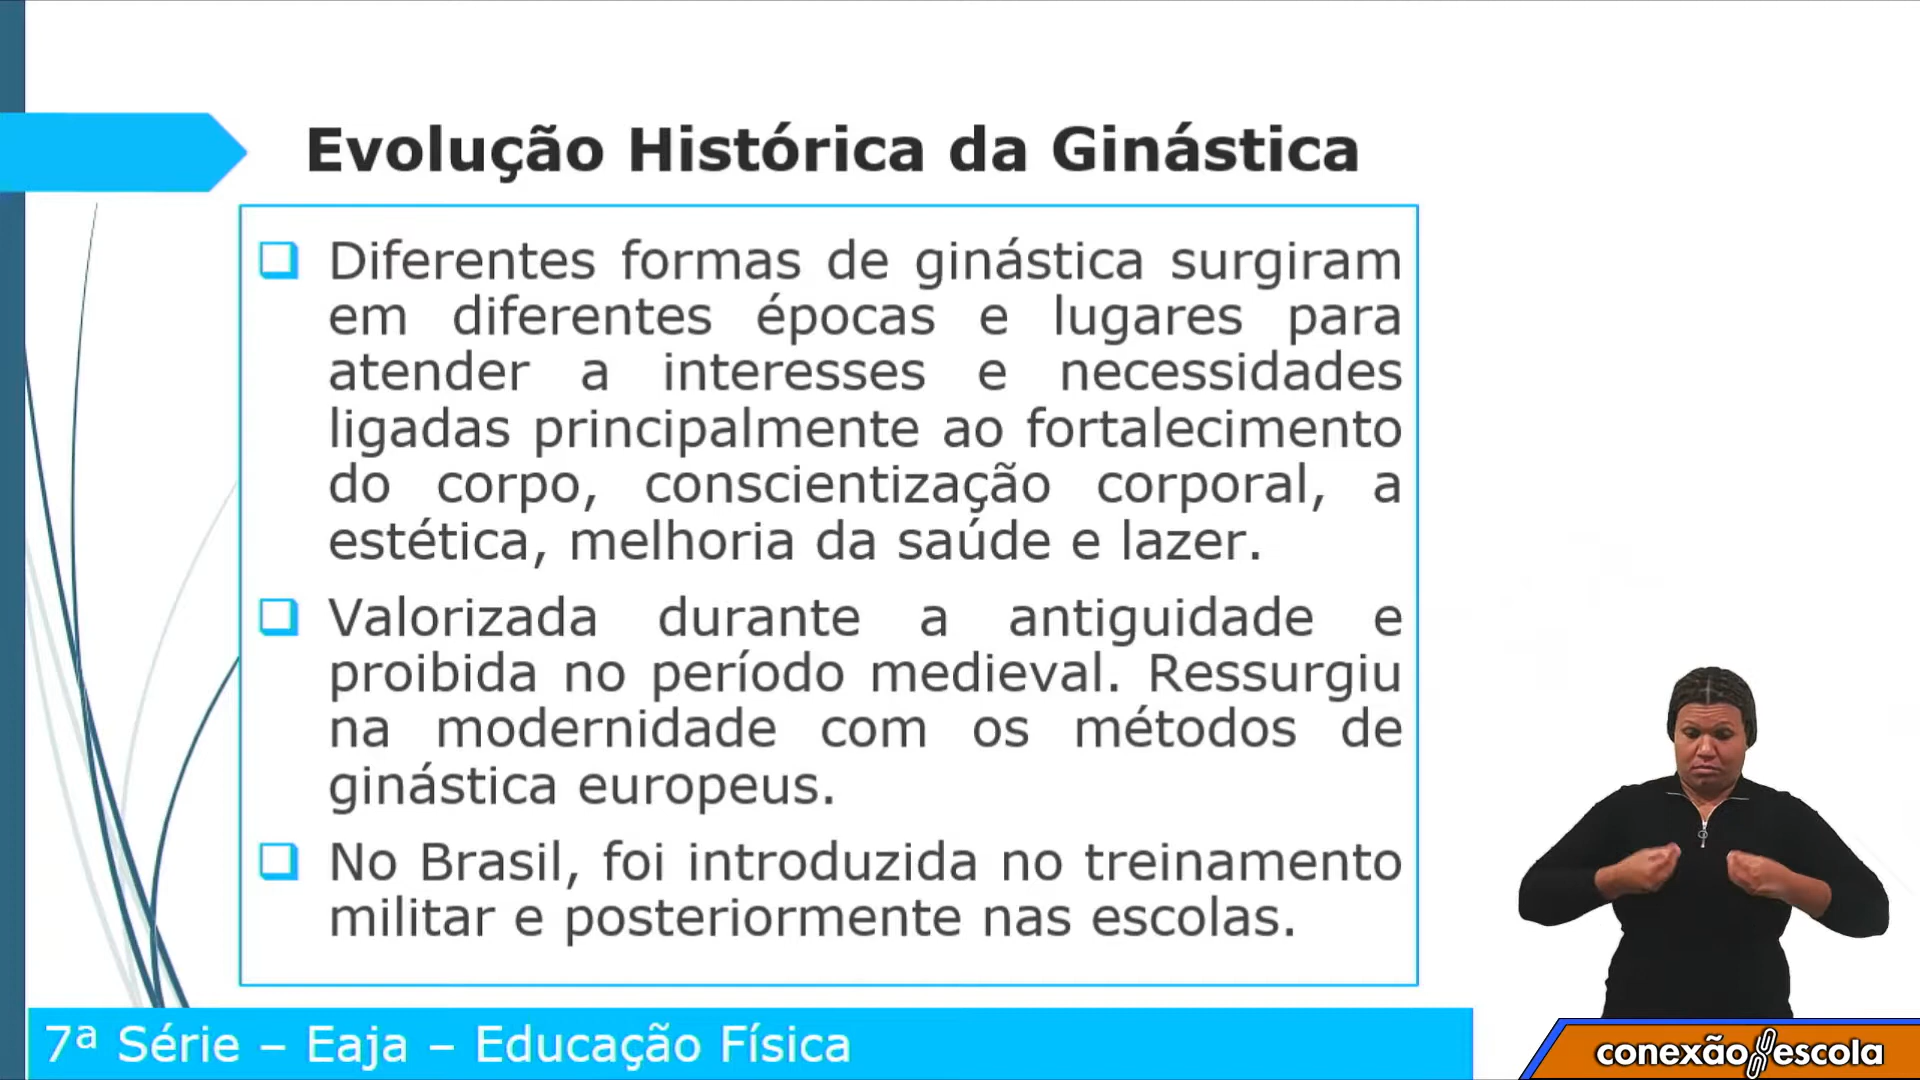 Evolução Histórica da Ginástica
Diferentes formas de ginástica surgiram
em diferentes épocas e lugares para
atender a interesses e necessidades
ligadas principalmente ao fortalecimento
do corpo, conscientização corporal, a
estética, melhoria da saúde e lazer.
Valorizada durante a antiguidade e
proibida no período medieval. Ressurgiu
na modernidade com os métodos de
ginástica europeus.
No Brasil, foi introduzida no treinamento
militar e posteriormente nas escolas.
7ª Série – Eaja – Educação Física
conexão escola